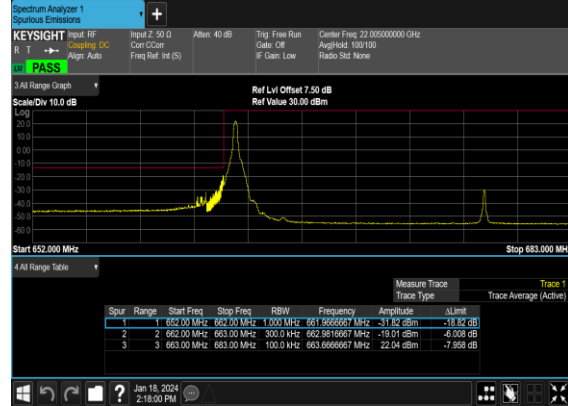 Spectrum Analyzer 1
Spurious Emissions
+
KEYSIGHT Input: RF Input Z: 50 Ω Atten: 40 dB Trig: Free Run Center Freq: 22.005000000 GHz
R T Coupling: DC Corr CCorr Gate: Off Avg|Hold: 100/100
Align: Auto Freq Ref: Int (S) IF Gain: Low Radio Std: None
PASS
3 All Range Graph
Ref Lvl Offset 7.50 dB
Scale/Div 10.0 dB Ref Value 30.00 dBm
Log
20.0
10.0
0.00
-10.0
-20.0
-30.0
-40.0
-50.0
-60.0
Start 652.000 MHz Stop 683.000 MH
4 All Range Table
Measure Trace Trace 1
Trace Type Trace Average (Active)
Spur Range Start Freq Stop Freq RBW Frequency Amplitude ΔLimit
1 1 652.00 MHz 662.00 MHz 1.000 MHz 661.9666667 MHz -31.82 dBm -18.82 dB
2 2 662.00 MHz 663.00 MHz 300.0 kHz 662.9816667 MHz -19.01 dBm -6.008 dB
3 3 663.00 MHz 683.00 MHz 100.0 kHz 663.6666667 MHz 22.04 dBm -7.958 dB
? Jan 18, 2024
2:18:00 PM